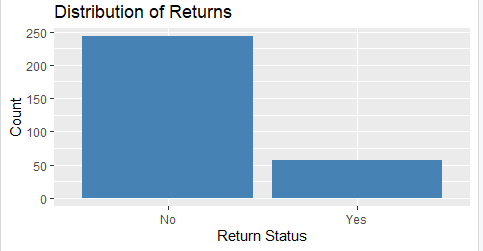 Distribution of Returns
250
200
150
100
50
0
Count
No Yes
Return Status